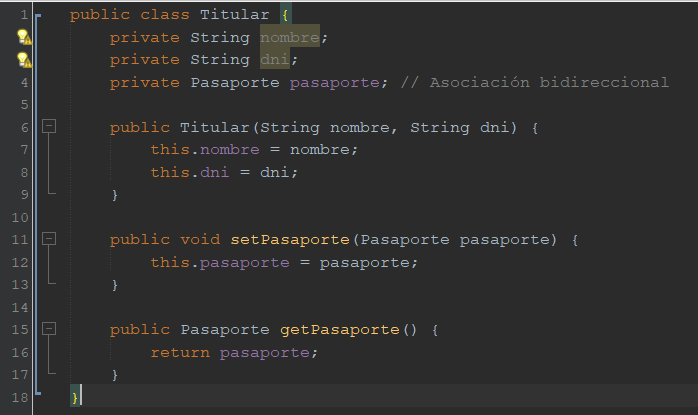 1 public class Titular {
private String nombre;
private String dni;
4 private Pasaporte pasaporte; // Asociación bidireccional
5
6 public Titular(String nombre, String dni) {
7 this.nombre = nombre;
8 this.dni = dni;
9 }
10
11 public void setPasaporte(Pasaporte pasaporte) {
12 this.pasaporte = pasaporte;
13 }
14
15 public Pasaporte getPasaporte() {
16 return pasaporte;
17 }
18 }